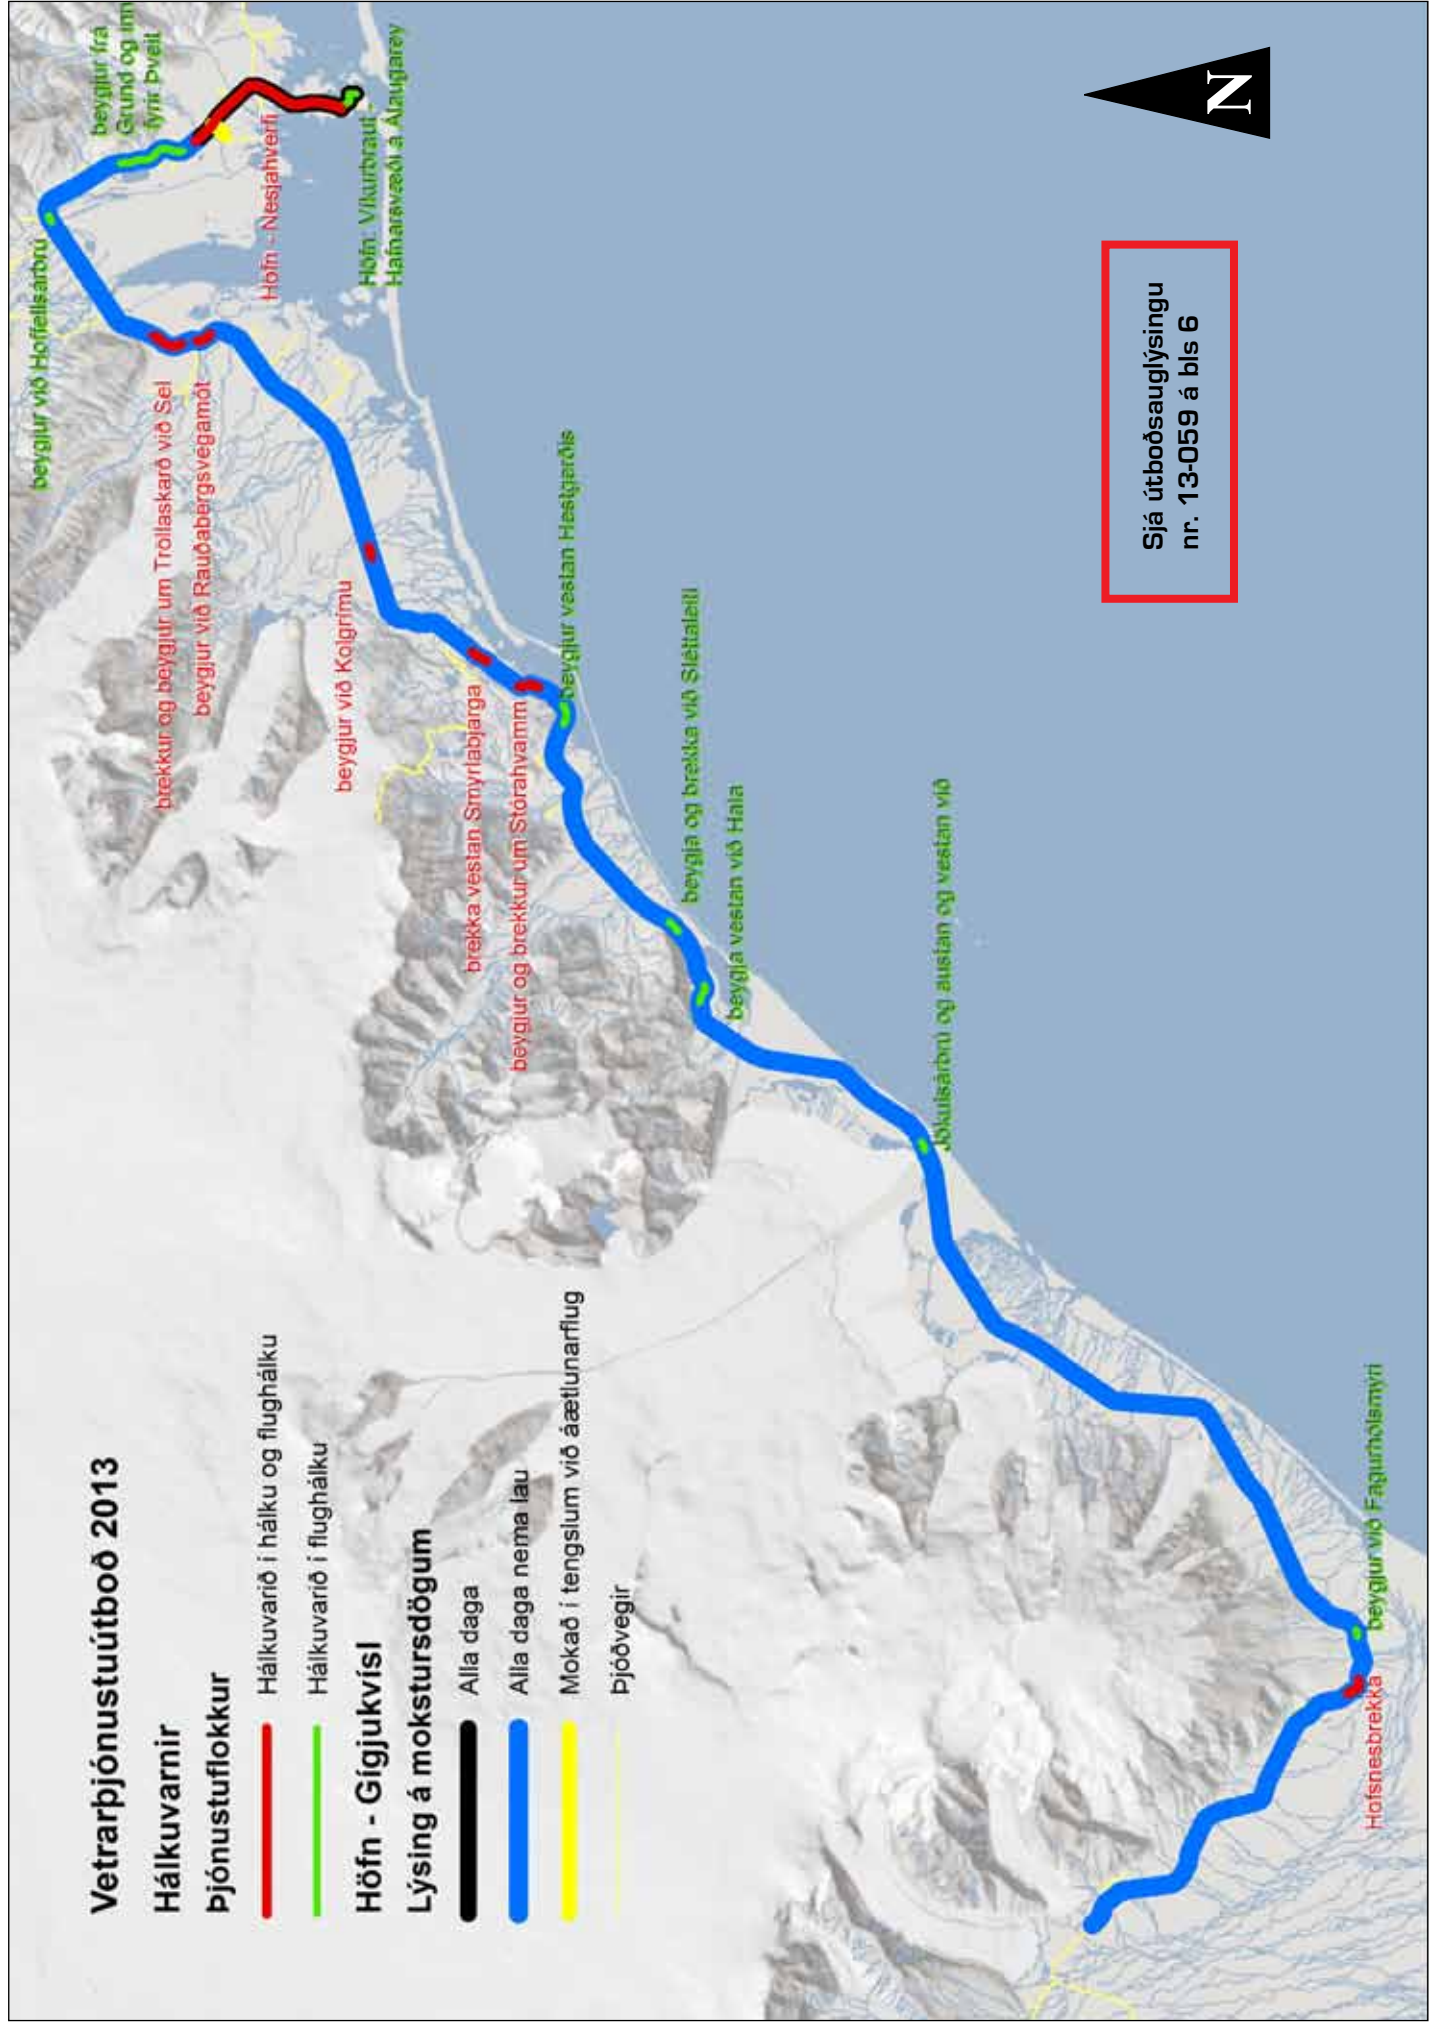 Vetrarþjónustuútboð 2013
Hálkuvarnir
Þjónustuflokkur
Hálkuvarið í hálku og flughálku
Hálkuvarið í flughálku
Höfn - Gígjukvísl
Lýsing á mokstursdögum
Alla daga
Alla daga nema lau
Mokað í tengslum við áætlunarflug
Þjóðvegir
beygjur við Hoffellsárbrú
beygjur frá
Grund og inn
fyrir Þveit
Höfn - Nesjahverfi
Höfn: Víkurbraut -
Hafnarsvæði á Álaugarey
brekkur og beygjur um Tröllaskarð við Sel
beygjur við Rauðabergsvegamót
beygjur við Kolgrímu
brekka vestan Smyrlabjarga
beygjur og brekkur um Stórahvamm
beygjur vestan Hestgerðis
beygja og brekka við Sléttaleiti
beygja vestan við Hala
Jökulsárbrú og austan og vestan við
beygjur við Fagurhólsmýri
Hofsnesbrekka
N
Sjá útboðsauglýsingu
nr. 13-059 á bls 6